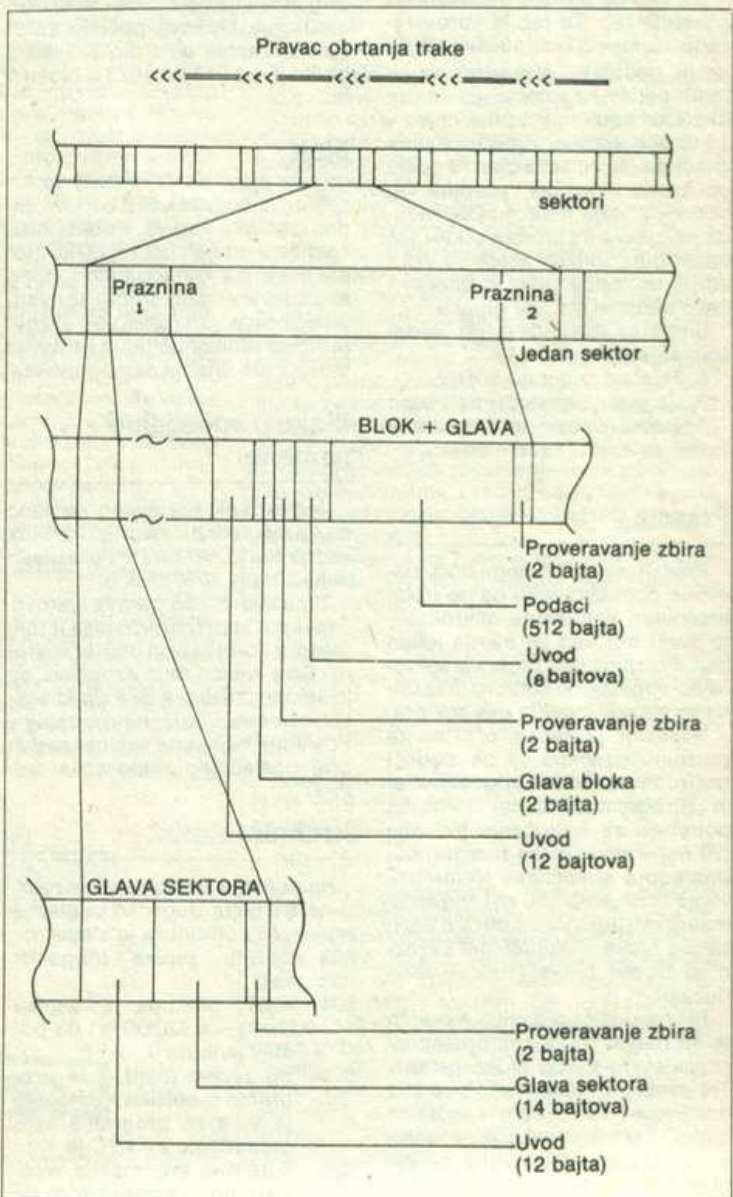 Pravac obrtanja trake
<<< <<< <<< <<< <<<
sektori
Praznina
1
Praznina
2
Jedan sektor
BLOK + GLAVA
Proveravanje zbira
(2 bajta)
Podaci
(512 bajta)
Uvod
(8 bajtova)
Proveravanje zbira
(2 bajta)
Glava bloka
(2 bajta)
Uvod
(12 bajtova)
GLAVA SEKTORA
Proveravanje zbira
(2 bajta)
Glava sektora
(14 bajtova)
Uvod
(12 bajta)